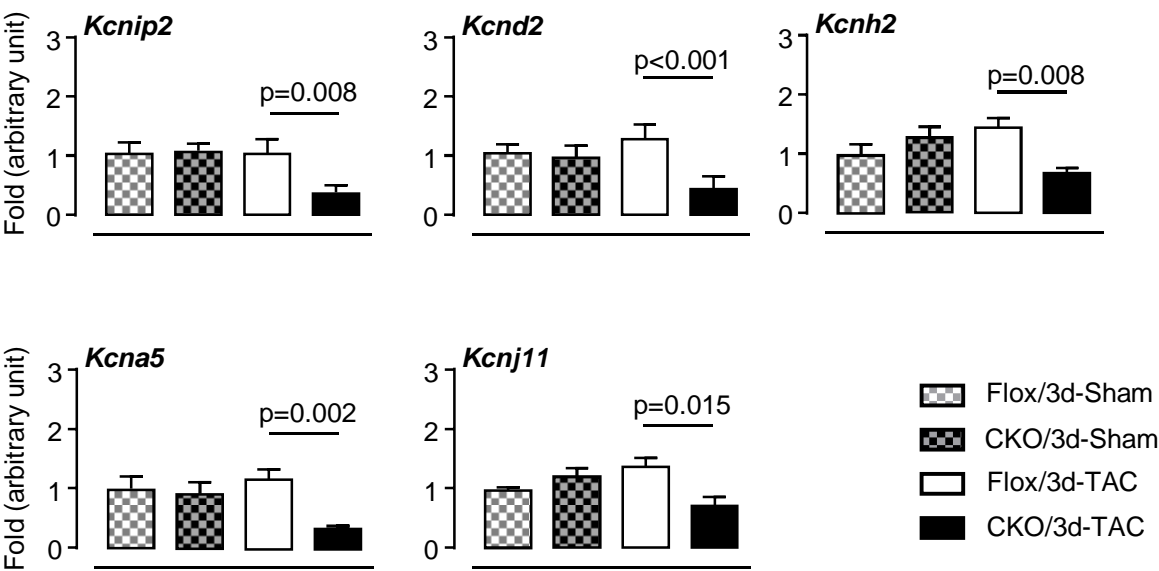 Fold (arbitrary unit)
Kcnip2
3
2
1
0
p=0.008
Kcnd2
3
2
1
0
p<0.001
Kcnh2
3
2
1
0
p=0.008
Fold (arbitrary unit)
Kcna5
3
2
1
0
p=0.002
Kcnj11
3
2
1
0
p=0.015
Flox/3d-Sham
CKO/3d-Sham
Flox/3d-TAC
CKO/3d-TAC